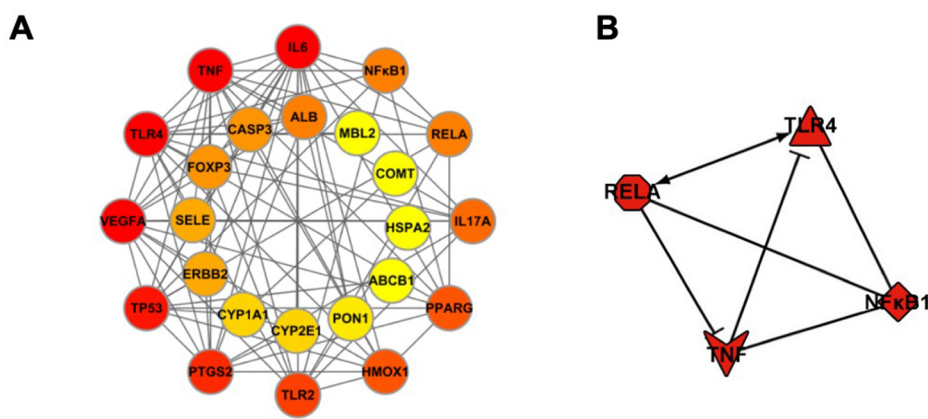 A
B
IL6
TNF
NFκB1
ALB
CASP3
MBL2
TLR4
RELA
FOXP3
COMT
VEGFA
SELE
HSPA2
IL17A
ERBB2
ABCB1
TP53
CYP1A1
CYP2E1
PON1
PPARG
PTGS2
TLR2
HMOX1
TLR4
RELA
NFκB1
TNF